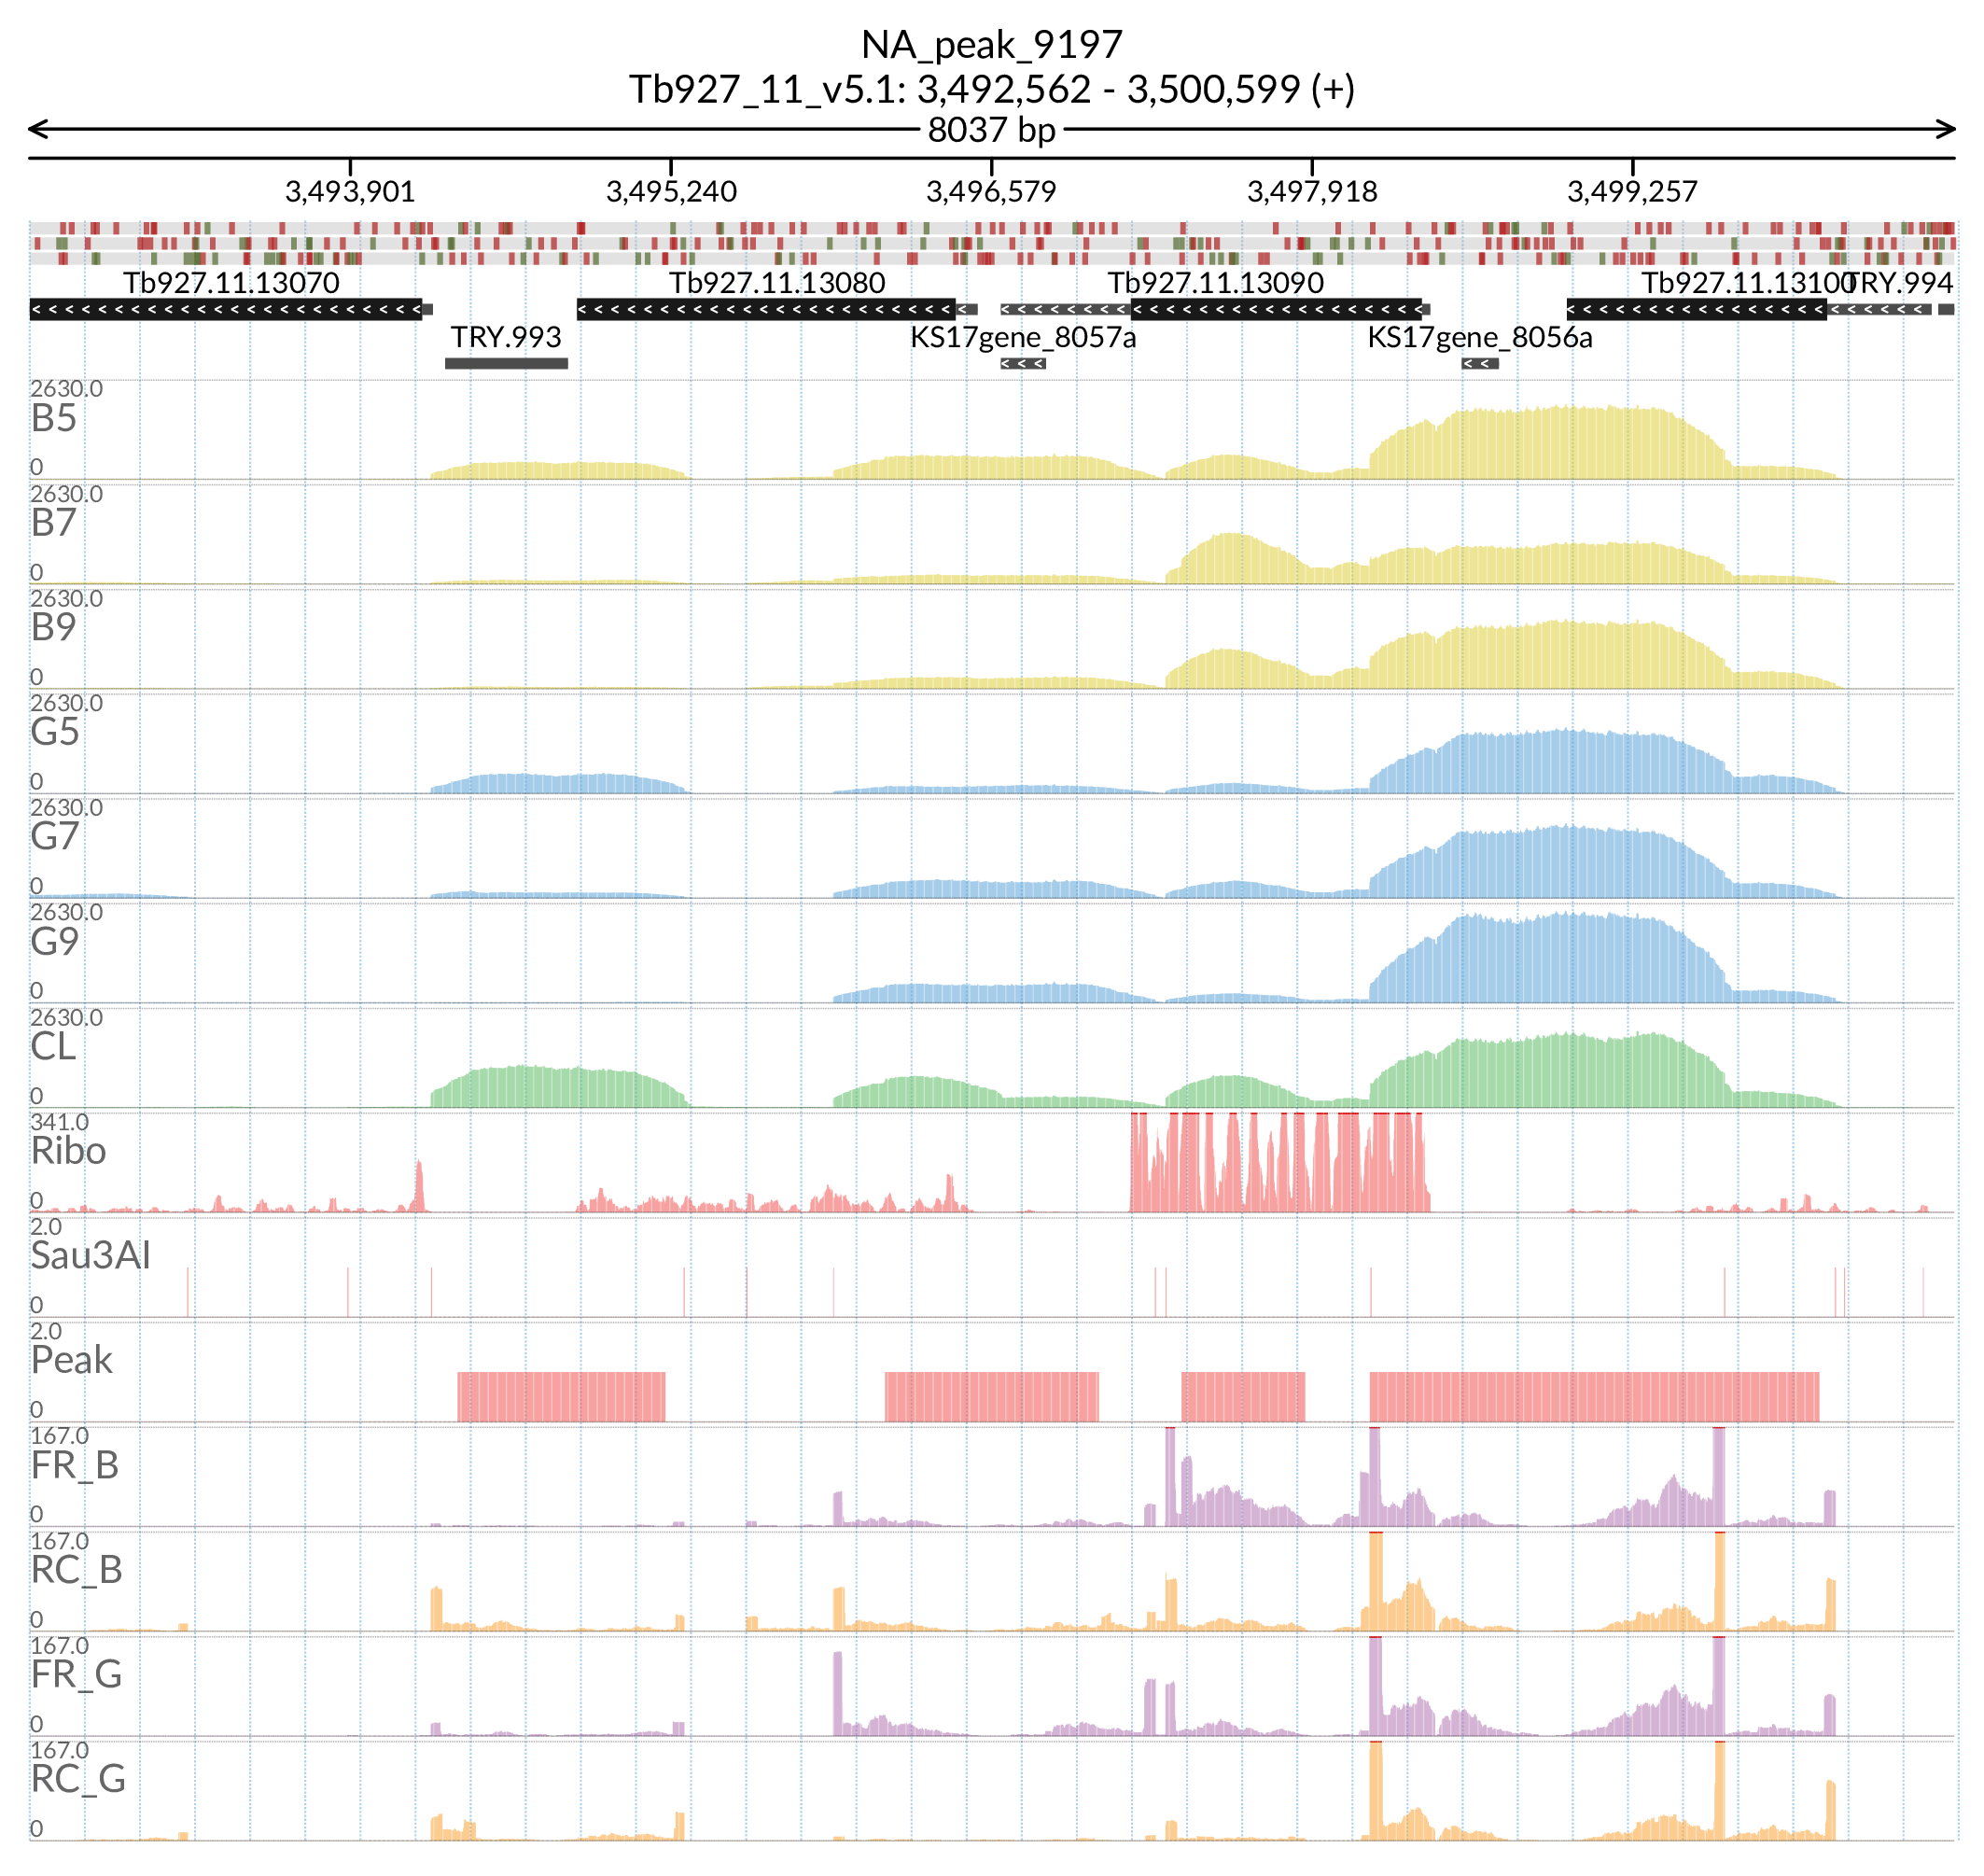 NA_peak_9197
Tb927_11_v5.1: 3,492,562 - 3,500,599 (+)
8037 bp
3,493,901 3,495,240 3,496,579 3,497,918 3,499,257
Tb927.11.13070 Tb927.11.13080 Tb927.11.13090 Tb927.11.13100 TRY.994
TRY.993 KS17gene_8057a KS17gene_8056a
2630.0
B5
0
2630.0
B7
0
2630.0
B9
0
2630.0
G5
0
2630.0
G7
0
2630.0
G9
0
2630.0
CL
0
341.0
Ribo
0
2.0
Sau3AI
0
2.0
Peak
0
167.0
FR_B
0
167.0
RC_B
0
167.0
FR_G
0
167.0
RC_G
0